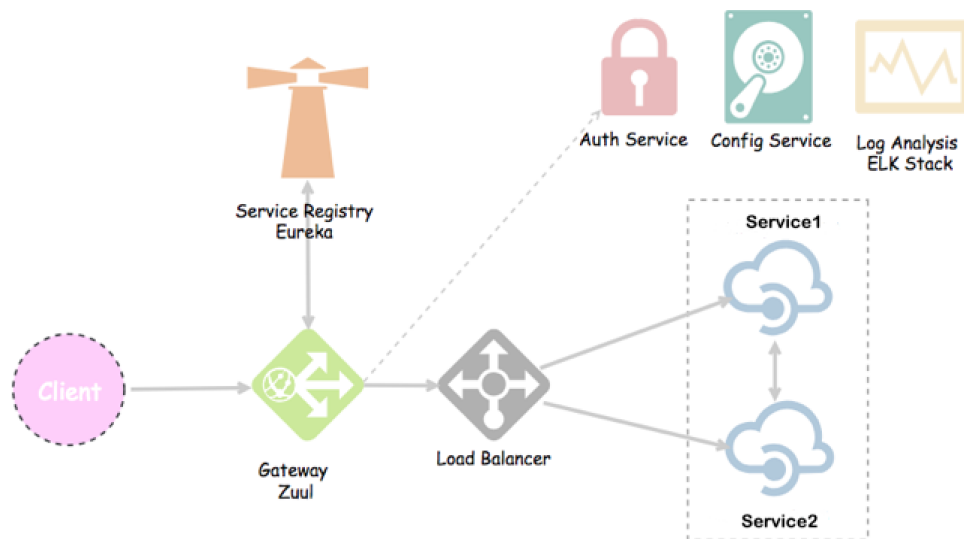 Auth Service
Config Service
Log Analysis
ELK Stack
Service Registry
Eureka
Service1
Client
Load Balancer
Gateway
Zuul
Service2